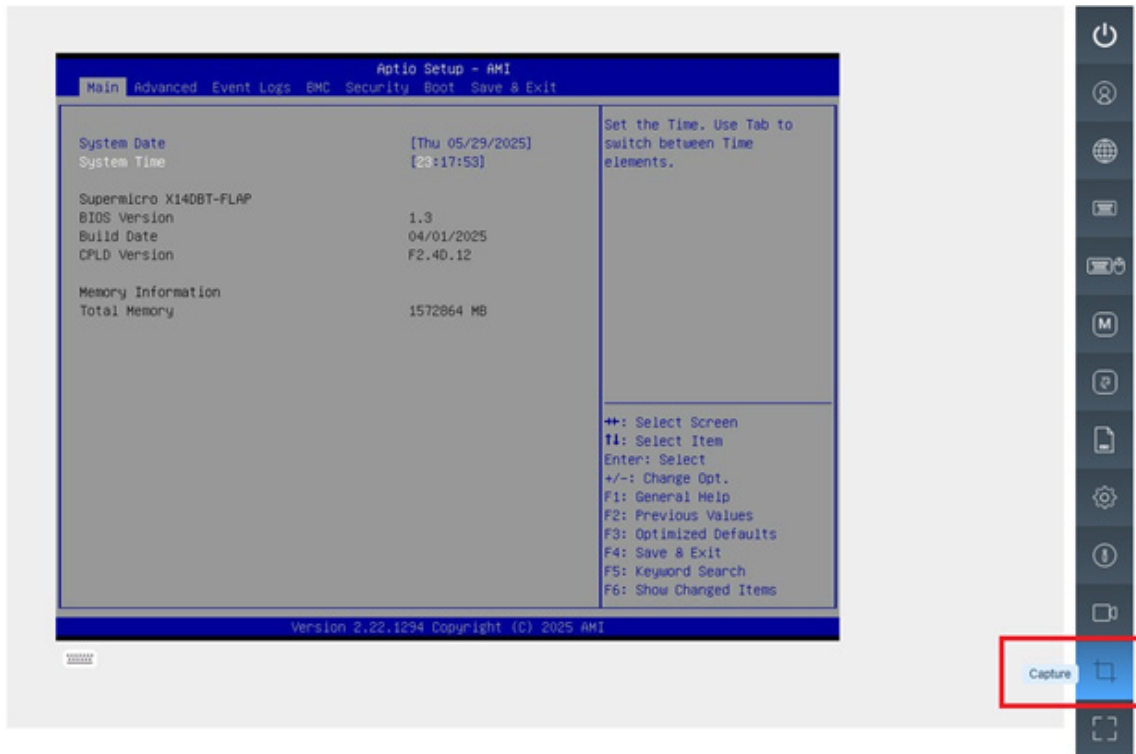 Aptio Setup - AMI
Main Advanced Event Logs BMC Security Boot Save & Exit
System Date [Thu 05/29/2025]
System Time [23:17:53]
Supermicro X14DBT-FLAP
BIOS Version 1.3
Build Date 04/01/2025
CPLD Version F2.4D.12
Memory Information
Total Memory 1572864 MB
Set the Time. Use Tab to
switch between Time
elements.
→←: Select Screen
↑↓: Select Item
Enter: Select
+/-: Change Opt.
F1: General Help
F2: Previous Values
F3: Optimized Defaults
F4: Save & Exit
F5: Keyword Search
F6: Show Changed Items
Version 2.22.1294 Copyright (C) 2025 AMI
M
Capture